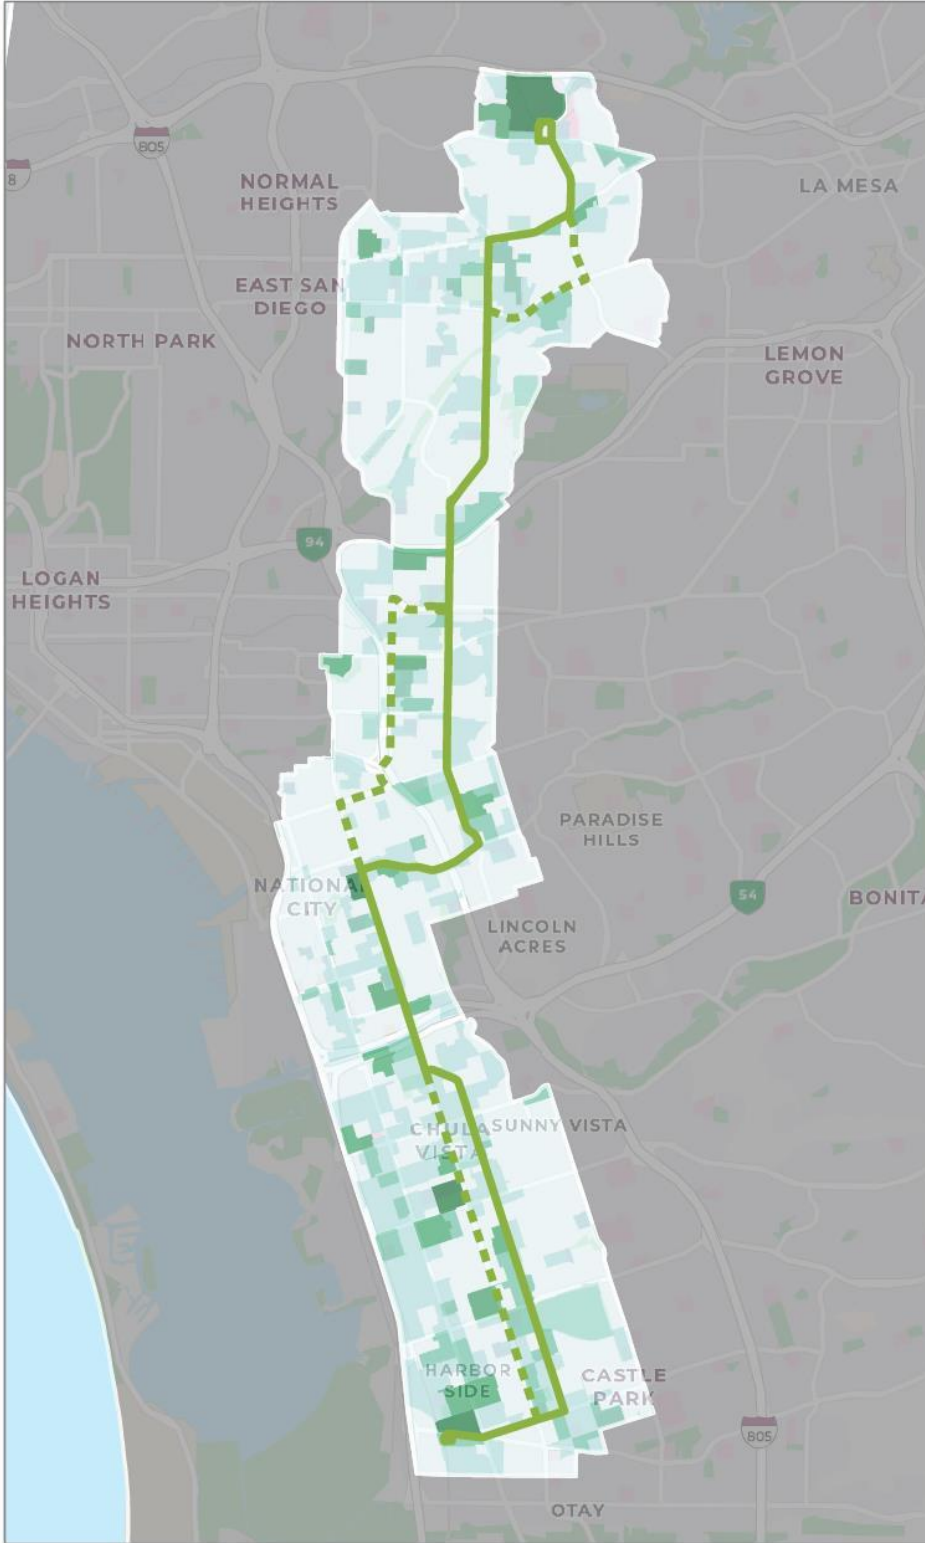 805
8
NORMAL
HEIGHTS
LA MESA
EAST SAN
DIEGO
NORTH PARK
LEMON
GROVE
94
LOGAN
HEIGHTS
PARADISE
HILLS
NATIONAL
CITY
54
BONITA
LINCOLN
ACRES
CHULA
VISTA
SUNNY VISTA
HARBOR
SIDE
CASTLE
PARK
805
OTAY